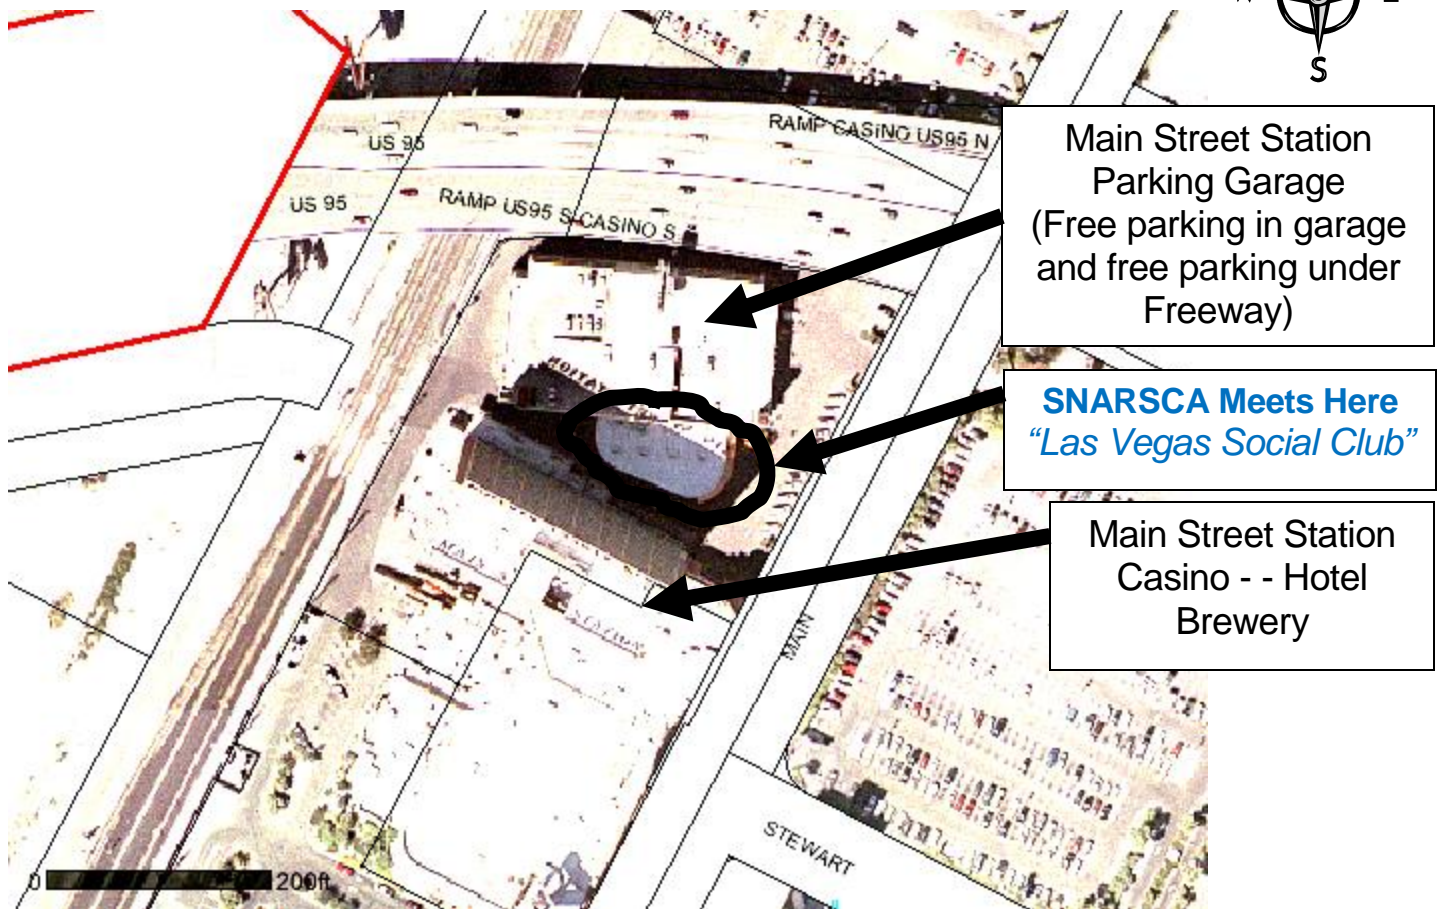 S
Main Street Station
Parking Garage
(Free parking in garage
and free parking under
Freeway)
SNARSCA Meets Here
“Las Vegas Social Club”
Main Street Station
Casino - - Hotel
Brewery
RAMP CASINO US95 N
US 95
US 95
RAMP US95 S-CASINO S
MAIN
STEWART
0 200ft